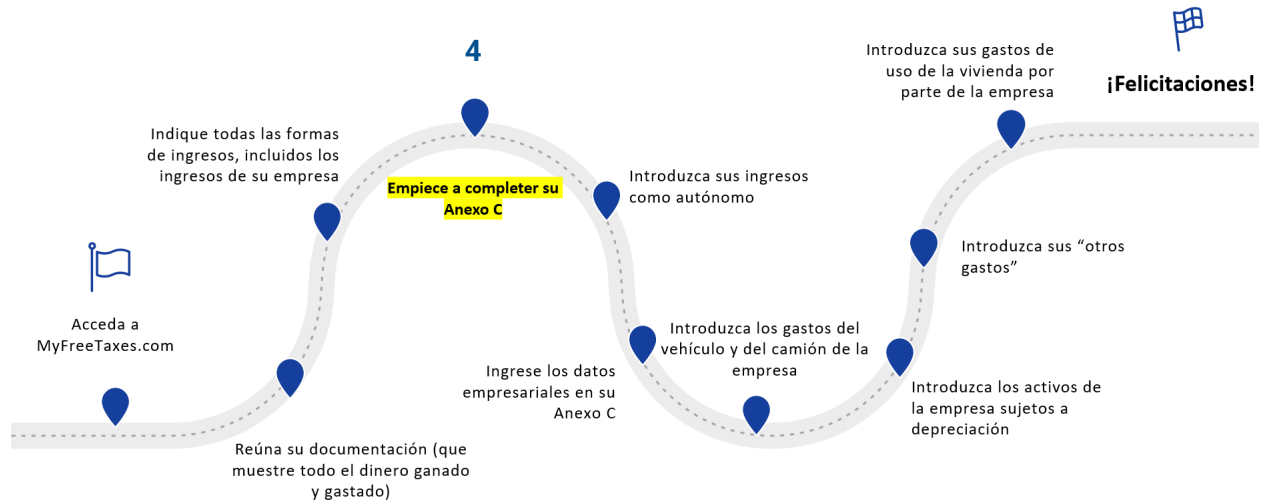 Acceda a
MyFreeTaxes.com
Reúna su documentación (que
muestre todo el dinero ganado
y gastado)
Indique todas las formas
de ingresos, incluidos los
ingresos de su empresa
4
Empiece a completer su
Anexo C
Introduzca sus ingresos
como autónomo
Ingrese los datos
empresariales en su
Anexo C
Introduzca los gastos del
vehículo y del camión de la
empresa
Introduzca los activos de
la empresa sujetos a
depreciación
Introduzca sus “otros
gastos”
Introduzca sus gastos de
uso de la vivienda por
parte de la empresa
¡Felicitaciones!